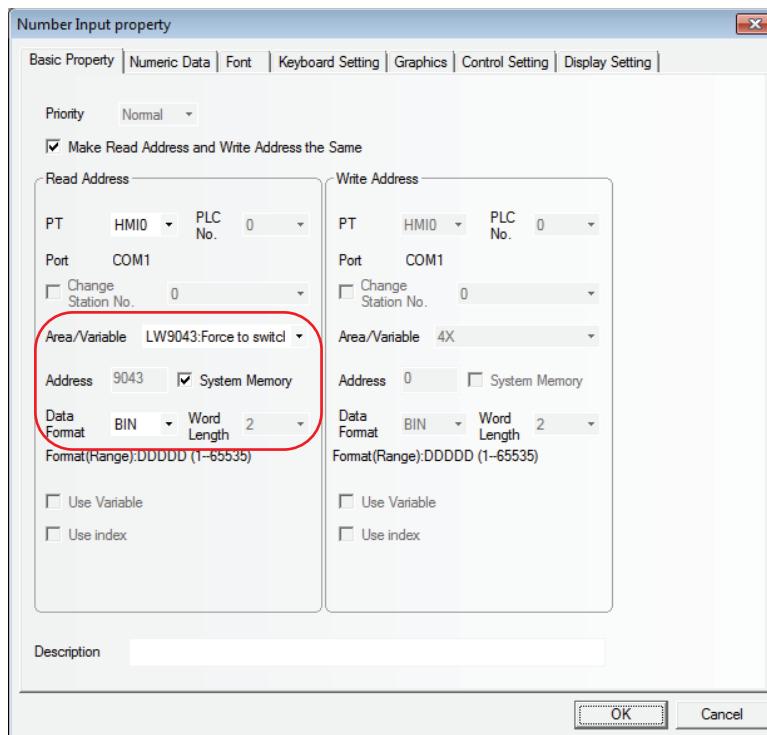 Number Input property
Basic Property Numeric Data Font Keyboard Setting Graphics Control Setting Display Setting
Priority Normal
Make Read Address and Write Address the Same
Read Address
PT HMI0 PLC No. 0
Port COM1
Change Station No. 0
Area/Variable LW9043:Force to switcl
Address 9043 System Memory
Data Format BIN Word Length 2
Format(Range):DDDDD (1--65535)
Use Variable
Use index
Write Address
PT HMI0 PLC No. 0
Port COM1
Change Station No. 0
Area/Variable 4X
Address 0 System Memory
Data Format BIN Word Length 2
Format(Range):DDDDD (1--65535)
Use Variable
Use index
Description
OK Cancel